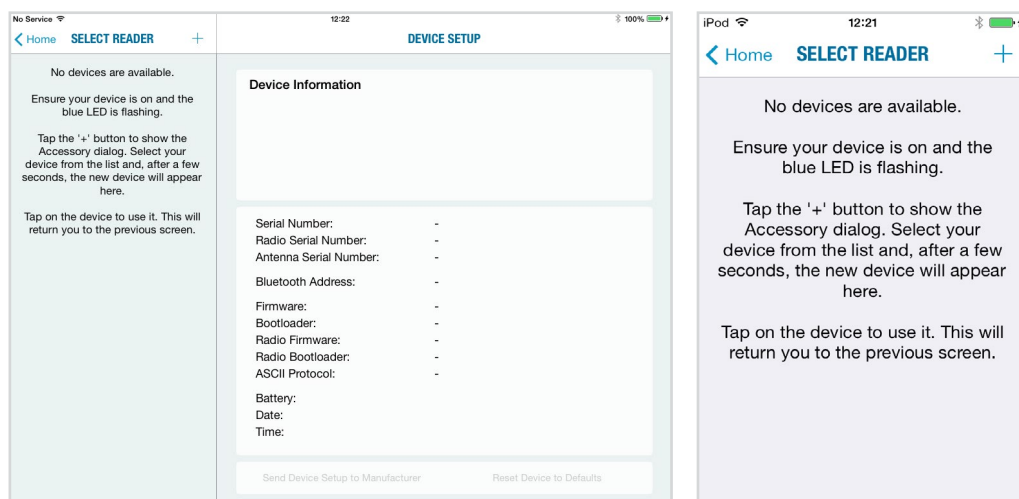 No Service 12:22 100%
Home SELECT READER + DEVICE SETUP
No devices are available.
Ensure your device is on and the
blue LED is flashing.
Tap the '+' button to show the
Accessory dialog. Select your
device from the list and, after a few
seconds, the new device will appear
here.
Tap on the device to use it. This will
return you to the previous screen.
Device Information
Serial Number: -
Radio Serial Number: -
Antenna Serial Number: -
Bluetooth Address: -
Firmware: -
Bootloader: -
Radio Firmware: -
Radio Bootloader: -
ASCII Protocol: -
Battery:
Date:
Time:
Send Device Setup to Manufacturer Reset Device to Defaults
iPod 12:21
Home SELECT READER +
No devices are available.
Ensure your device is on and the
blue LED is flashing.
Tap the '+' button to show the
Accessory dialog. Select your
device from the list and, after a few
seconds, the new device will appear
here.
Tap on the device to use it. This will
return you to the previous screen.